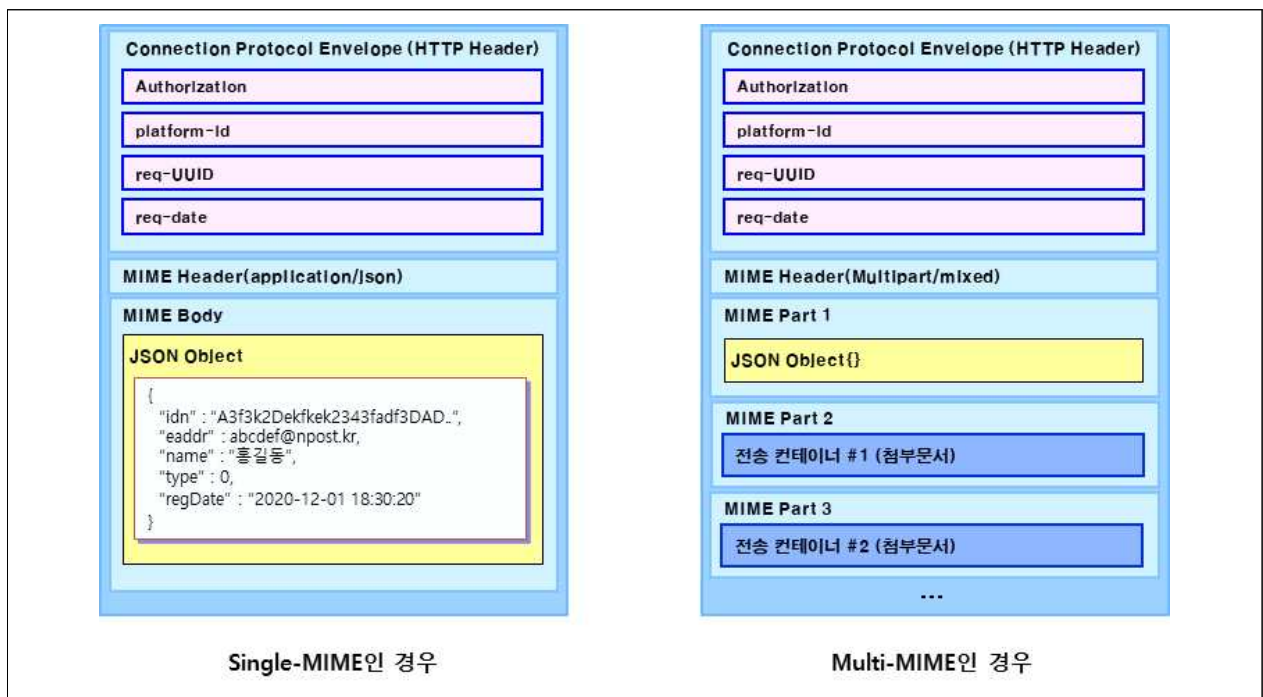 Connection Protocol Envelope (HTTP Header)
Authorization
platform-id
req-UUID
req-date
MIME Header(application/json)
MIME Body
JSON Object
{
"idn" : "A3f3k2Dekfkek2343fadf3DAD..",
"eaddr" : abcdef@npost.kr,
"name" : "홍길동",
"type" : 0,
"regDate" : "2020-12-01 18:30:20"
}
Single-MIME인 경우
Connection Protocol Envelope (HTTP Header)
Authorization
platform-id
req-UUID
req-date
MIME Header(Multipart/mixed)
MIME Part 1
JSON Object{}
MIME Part 2
전송 컨테이너 #1 (첨부문서)
MIME Part 3
전송 컨테이너 #2 (첨부문서)
...
Multi-MIME인 경우